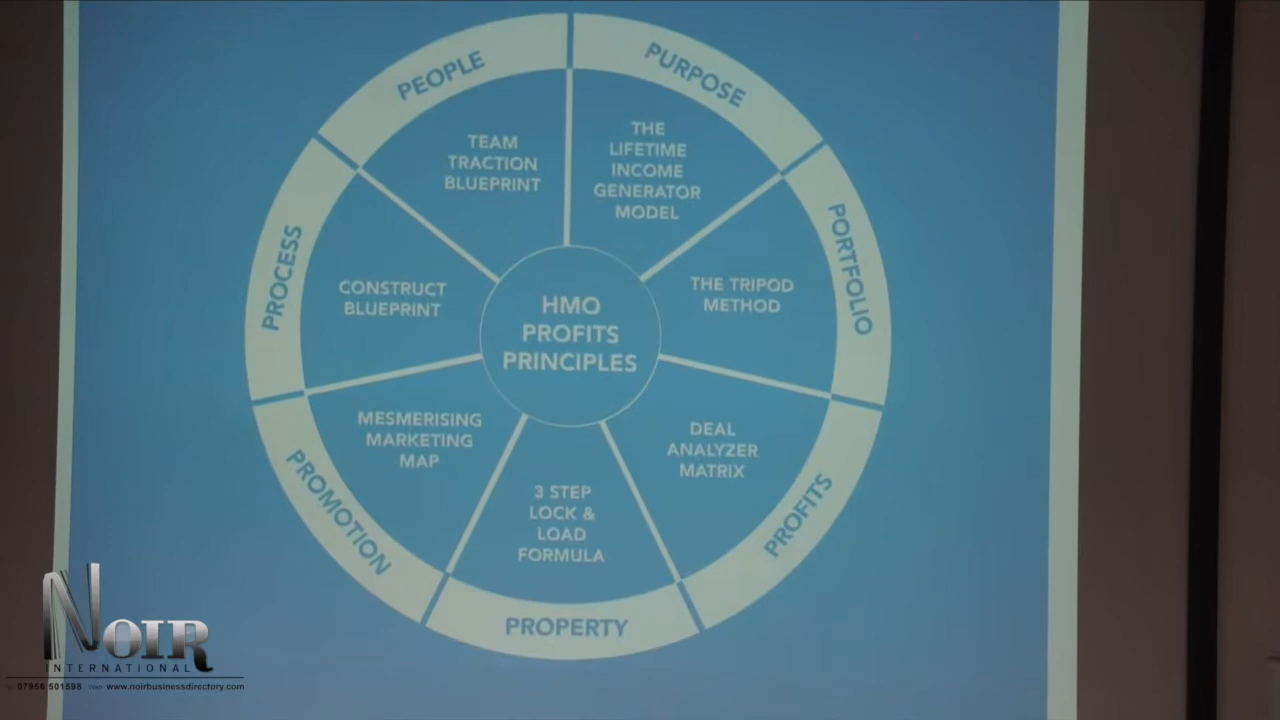 PEOPLE
PURPOSE
TEAM
TRACTION
BLUEPRINT
THE
LIFETIME
INCOME
GENERATOR
MODEL
PROCESS
PORTFOLIO
CONSTRUCT
BLUEPRINT
THE TRIPOD
METHOD
HMO
PROFITS
PRINCIPLES
MESMERISING
MARKETING
MAP
DEAL
ANALYZER
MATRIX
3 STEP
LOCK &
LOAD
FORMULA
PROMOTION
PROFITS
PROPERTY
NOIR
INTERNATIONAL
07956 501598 www.noirbusinessdirectory.com